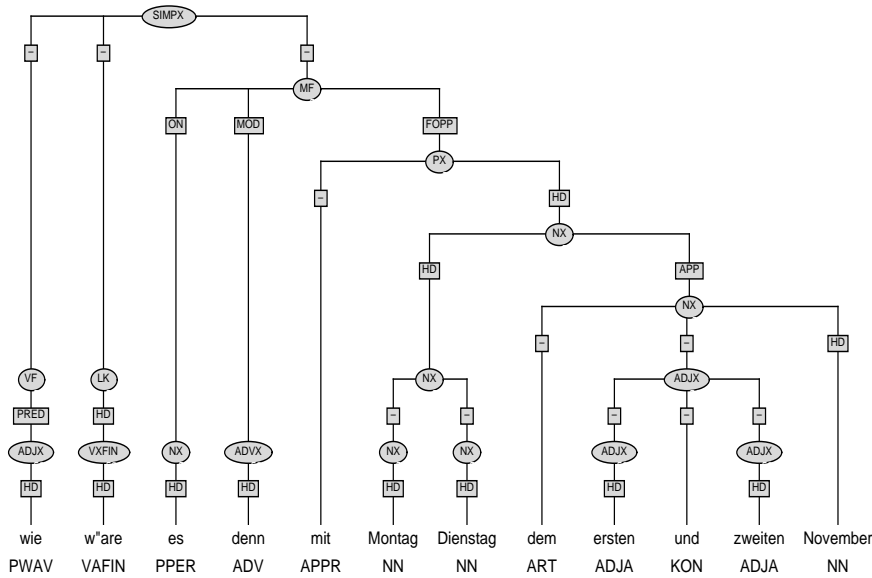 SIMPX
– – –
MF
ON MOD FOPP
PX
– HD
NX
HD APP
NX
– – HD
VF LK NX ADJX
PRED HD – – – – –
ADJX VXFIN NX ADVX NX NX ADJX ADJX
HD HD HD HD HD HD HD HD
wie w"are es denn mit Montag Dienstag dem ersten und zweiten November
PWAV VAFIN PPER ADV APPR NN NN ART ADJA KON ADJA NN